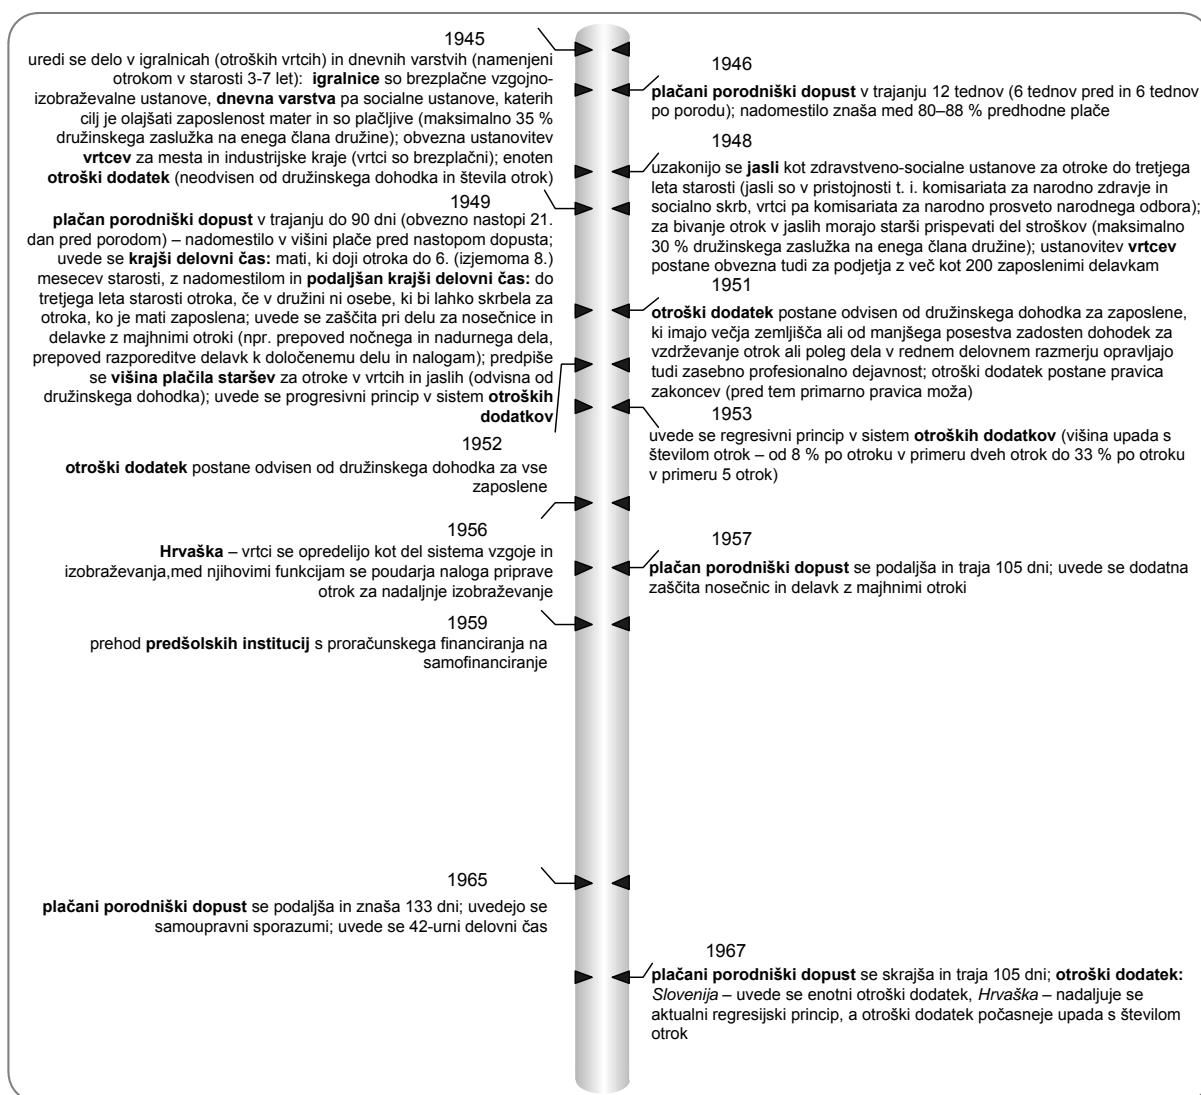 1945
uredi se delo v igralnicah (otroških vrtcih) in dnevnih varstvih (namenjeni
otrokom v starosti 3-7 let): igralnice so brezplačne vzgojno-
izobraževalne ustanove, dnevna varstva pa socialne ustanove, katerih
cilj je olajšati zaposlenost mater in so plačljive (maksimalno 35 %
družinskega zaslužka na enega člana družine); obvezna ustanovitev
vrtcev za mesta in industrijske kraje (vrtci so brezplačni); enoten
otroški dodatek (neodvisen od družinskega dohodka in števila otrok)
1946
plačani porodniški dopust v trajanju 12 tednov (6 tednov pred in 6 tednov
po porodu); nadomestilo znaša med 80–88 % predhodne plače
1948
uzakonijo se jasli kot zdravstveno-socialne ustanove za otroke do tretjega
leta starosti (jasli so v pristojnosti t. i. komisariata za narodno zdravje in
socialno skrb, vrtci pa komisariata za narodno prosveto narodnega odbora);
za bivanje otrok v jaslih morajo starši prispevati del stroškov (maksimalno
30 % družinskega zaslužka na enega člana družine); ustanovitev vrtcev
postane obvezna tudi za podjetja z več kot 200 zaposlenimi delavkam
1949
plačan porodniški dopust v trajanju do 90 dni (obvezno nastopi 21.
dan pred porodom) – nadomestilo v višini plače pred nastopom dopusta;
uvede se krajši delovni čas: mati, ki doji otroka do 6. (izjemoma 8.)
mesecev starosti, z nadomestilom in podaljšan krajši delovni čas: do
tretjega leta starosti otroka, če v družini ni osebe, ki bi lahko skrbela za
otroka, ko je mati zaposlena; uvede se zaščita pri delu za nosečnice in
delavke z majhnimi otroki (npr. prepoved nočnega in nadurnega dela,
prepoved razporeditve delavk k določenemu delu in nalogam); predpiše
se višina plačila staršev za otroke v vrtcih in jaslih (odvisna od
družinskega dohodka); uvede se progresivni princip v sistem otroških
dodatkov
1951
otroški dodatek postane odvisen od družinskega dohodka za zaposlene,
ki imajo večja zemljišča ali od manjšega posestva zadosten dohodek za
vzdrževanje otrok ali poleg dela v rednem delovnem razmerju opravljajo
tudi zasebno profesionalno dejavnost; otroški dodatek postane pravica
zakoncev (pred tem primarno pravica moža)
1952
otroški dodatek postane odvisen od družinskega dohodka za vse
zaposlene
1953
uvede se regresivni princip v sistem otroških dodatkov (višina upada s
številom otrok – od 8 % po otroku v primeru dveh otrok do 33 % po otroku
v primeru 5 otrok)
1956
Hrvaška – vrtci se opredelijo kot del sistema vzgoje in
izobraževanja,med njihovimi funkcijam se poudarja naloga priprave
otrok za nadaljnje izobraževanje
1957
plačan porodniški dopust se podaljša in traja 105 dni; uvede se dodatna
zaščita nosečnic in delavk z majhnimi otroki
1959
prehod predšolskih institucij s proračunskega financiranja na
samofinanciranje
1965
plačani porodniški dopust se podaljša in znaša 133 dni; uvedejo se
samoupravni sporazumi; uvede se 42-urni delovni čas
1967
plačani porodniški dopust se skrajša in traja 105 dni; otroški dodatek:
Slovenija – uvede se enotni otroški dodatek, Hrvaška – nadaljuje se
aktualni regresijski princip, a otroški dodatek počasneje upada s številom
otrok